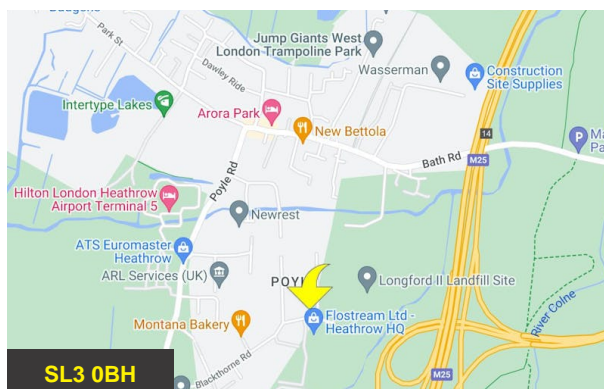 Park St
Dawley Ride
Jump Giants West
London Trampoline Park
Wasserman
Construction
Site Supplies
Intertype Lakes
Arora Park
New Bettola
14
M25
Bath Rd
Poyle Rd
Hilton London Heathrow
Airport Terminal 5
Newrest
ATS Euromaster
Heathrow
ARL Services (UK)
Longford II Landfill Site
Flostream Ltd -
Heathrow HQ
Montana Bakery
Blackthorne Rd
River Colne
M25
P
SL3 0BH